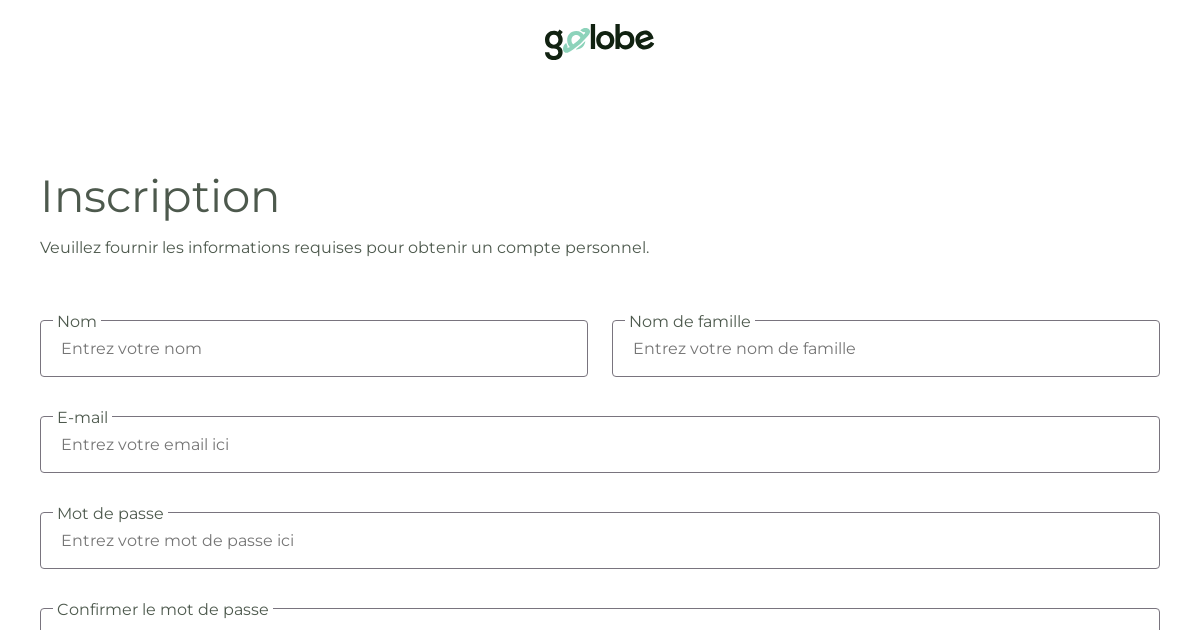 golobe
Inscription
Veuillez fournir les informations requises pour obtenir un compte personnel.
Nom
Entrez votre nom
Nom de famille
Entrez votre nom de famille
E-mail
Entrez votre email ici
Mot de passe
Entrez votre mot de passe ici
Confirmer le mot de passe